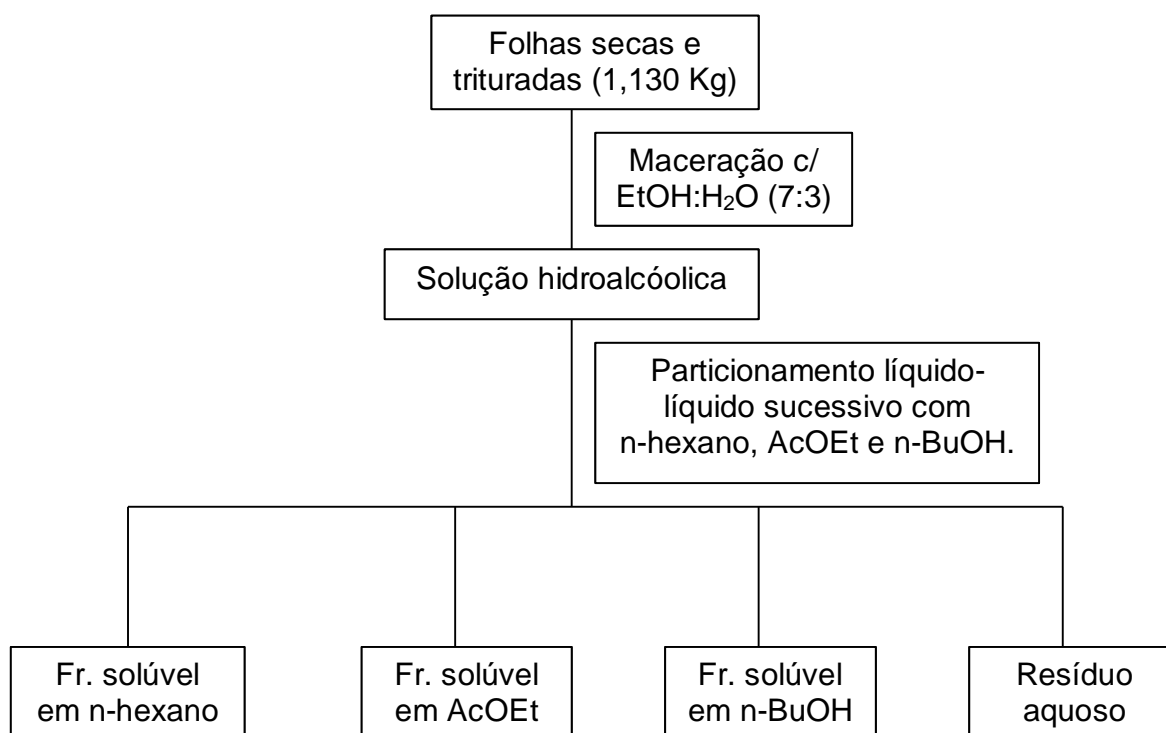 Folhas secas e
trituradas (1,130 Kg)
Maceração c/
EtOH:H₂O (7:3)
Solução hidroalcóolica
Particionamento líquido-
líquido sucessivo com
n-hexano, AcOEt e n-BuOH.
Fr. solúvel
em n-hexano
Fr. solúvel
em AcOEt
Fr. solúvel
em n-BuOH
Resíduo
aquoso